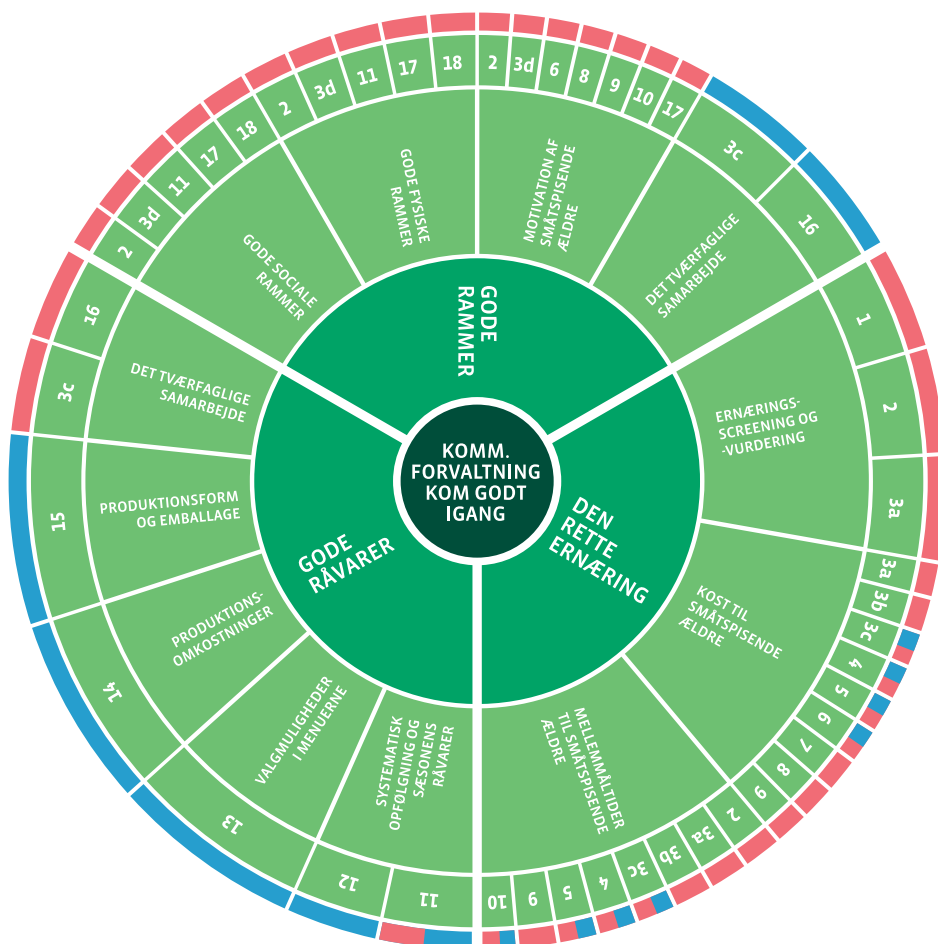 KOMM.
FORVALTNING
KOM GODT
IGANG
GODE
RAMMER
MOTIVATION AF
SMÅTSPISENDE
ÆLDRE
2
3d
6
8
9
10
17
DET TVÆRFAGLIGE
SAMARBEJDE
3c
16
DEN
RETTE
ERNÆRING
ERNÆRINGS-
SCREENING OG
-VURDERING
1
2
3a
KOST TIL
SMÅTSPISENDE
ÆLDRE
3a
3b
3c
4
5
6
7
8
9
MELLEMMÅLTIDER
TIL SMÅTSPISENDE
ÆLDRE
2
3a
3b
3c
4
5
6
10
GODE
RÅVARER
SYSTEMATISK
OPFØLGNING OG
SÆSONENS
RÅVARER
11
12
VALGMULIGHEDER
I MENUERNE
13
PRODUKTIONS-
OMKOSTNINGER
14
PRODUKTIONSFORM
OG EMBALLAGE
15
DET TVÆRFAGLIGE
SAMARBEJDE
3c
16
GODE SOCIALE
RAMMER
2
3d
11
17
18
GODE FYSISKE
RAMMER
2
3d
11
17
18